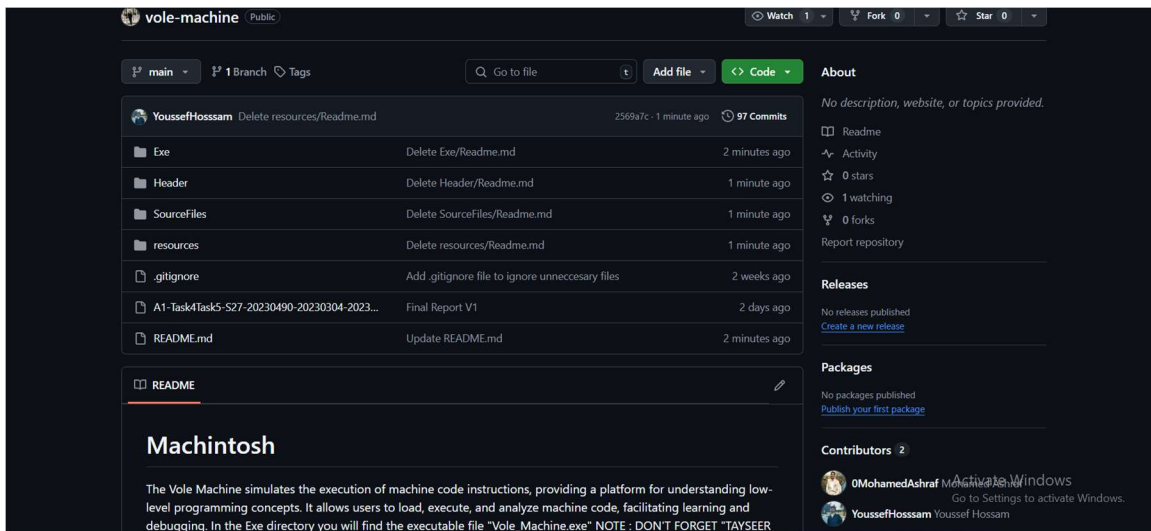 vole-machine Public
Watch 1 Fork 0 Star 0
main 1 Branch Tags Go to file t Add file <> Code
YoussefHosssam Delete resources/Readme.md 2569a7c · 1 minute ago 97 Commits
Exe Delete Exe/Readme.md 2 minutes ago
Header Delete Header/Readme.md 1 minute ago
SourceFiles Delete SourceFiles/Readme.md 1 minute ago
resources Delete resources/Readme.md 1 minute ago
.gitignore Add .gitignore file to ignore unneccesary files 2 weeks ago
A1-Task4Task5-S27-20230490-20230304-2023... Final Report V1 2 days ago
README.md Update README.md 2 minutes ago
README
Machintosh
The Vole Machine simulates the execution of machine code instructions, providing a platform for understanding low-
level programming concepts. It allows users to load, execute, and analyze machine code, facilitating learning and
debugging. In the Exe directory you will find the executable file "Vole_Machine.exe" NOTE : DON'T FORGET "TAYSEER
About
No description, website, or topics provided.
Readme
Activity
0 stars
1 watching
0 forks
Report repository
Releases
No releases published
Create a new release
Packages
No packages published
Publish your first package
Contributors 2
0MohamedAshraf Mohamed Ashraf
YoussefHosssam Youssef Hossam
Activate Windows
Go to Settings to activate Windows.